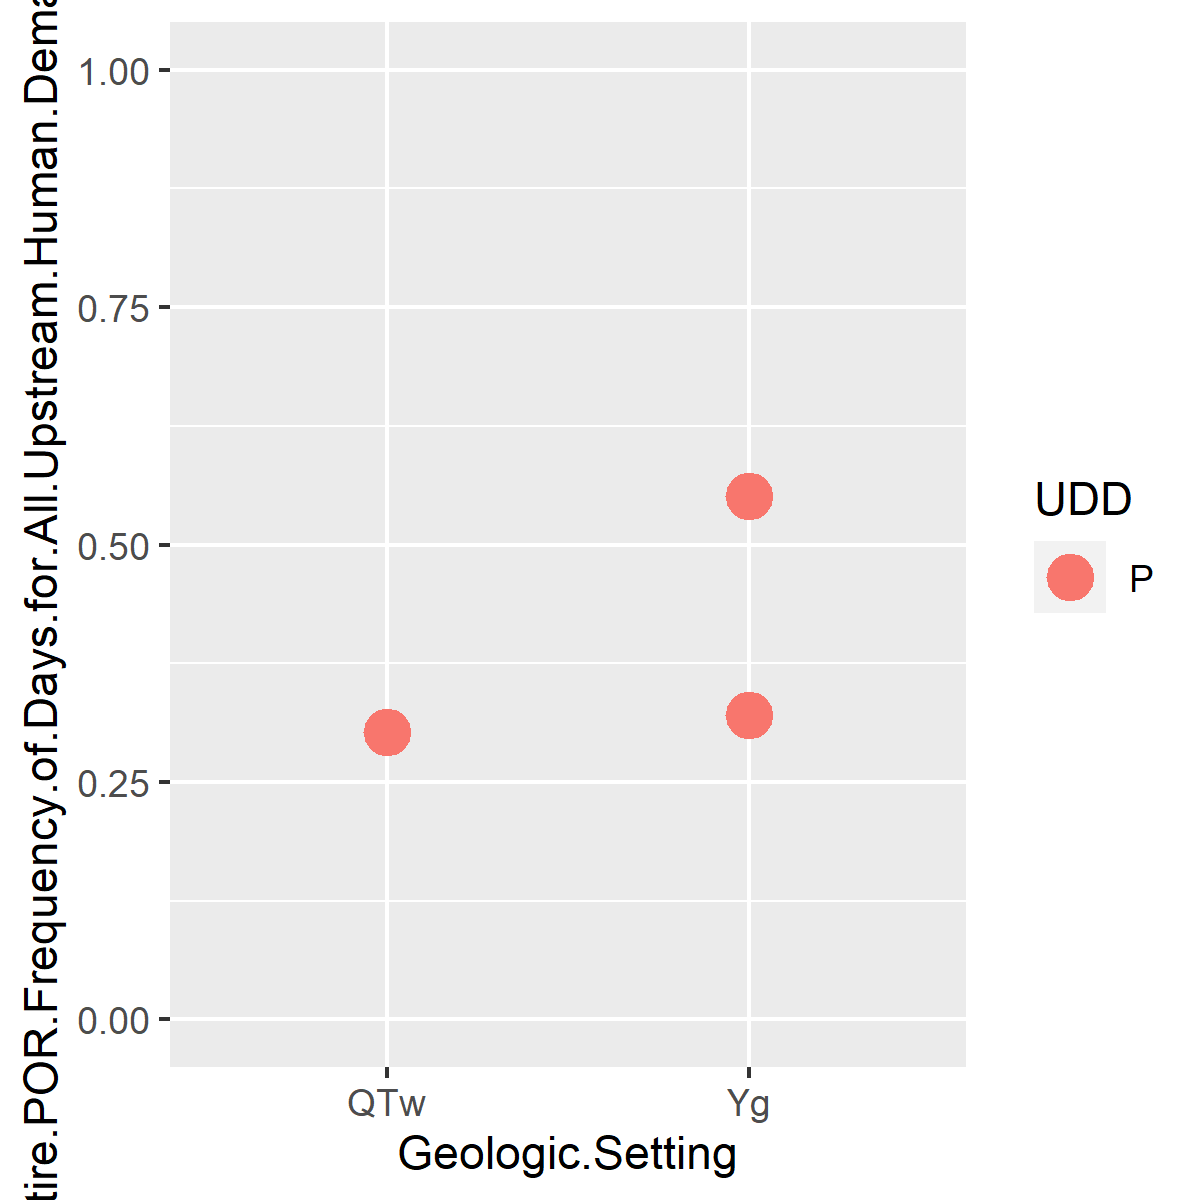 tire.POR.Frequency.of.Days.for.All.Upstream.Human.Dema
1.00
0.75
0.50
0.25
0.00
QTw
Yg
Geologic.Setting
UDD
P